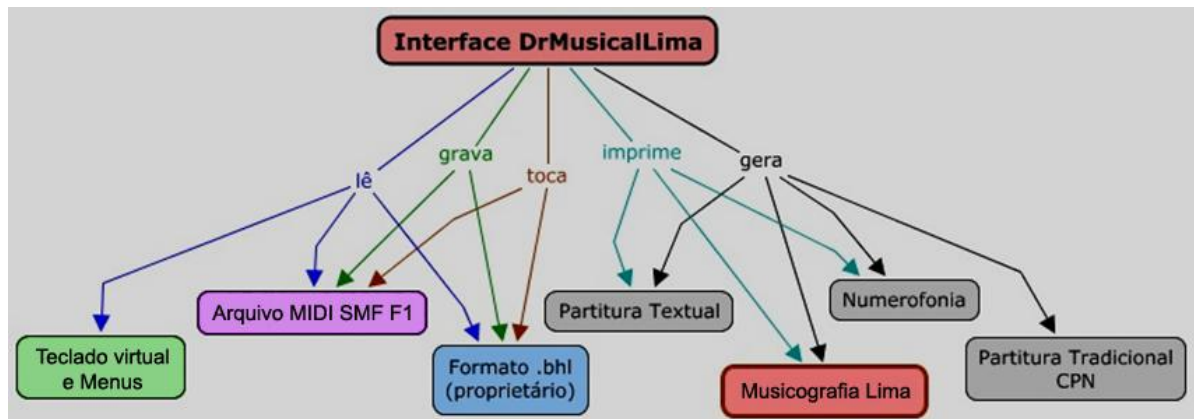 Interface DrMusicalLima
grava
imprime
gera
lê
toca
Arquivo MIDI SMF F1
Partitura Textual
Numerofonia
Teclado virtual
e Menus
Formato .bhl
(proprietário)
Musicografia Lima
Partitura Tradicional
CPN